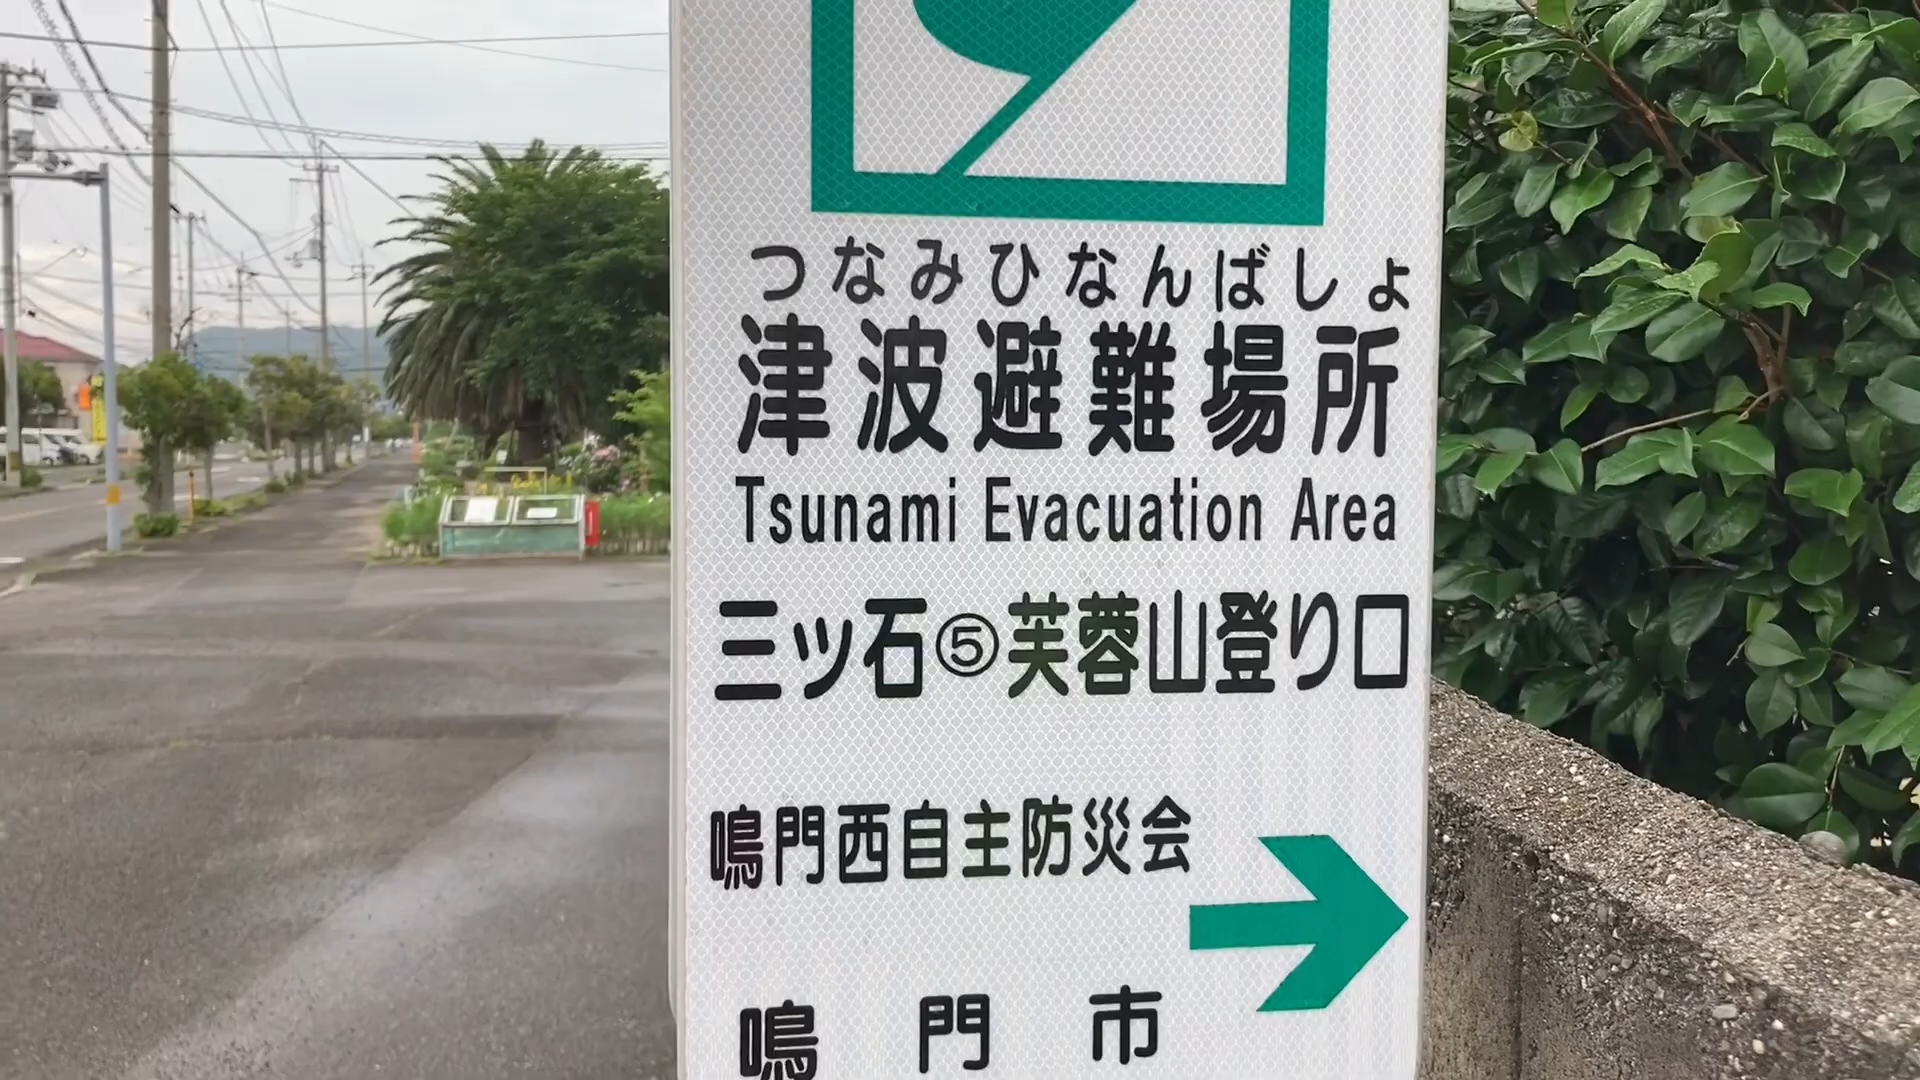 つなみひなんばしょ
津波避難場所
Tsunami Evacuation Area
三ッ石⑤芙蓉山登り口
鳴門西自主防災会
鳴門市